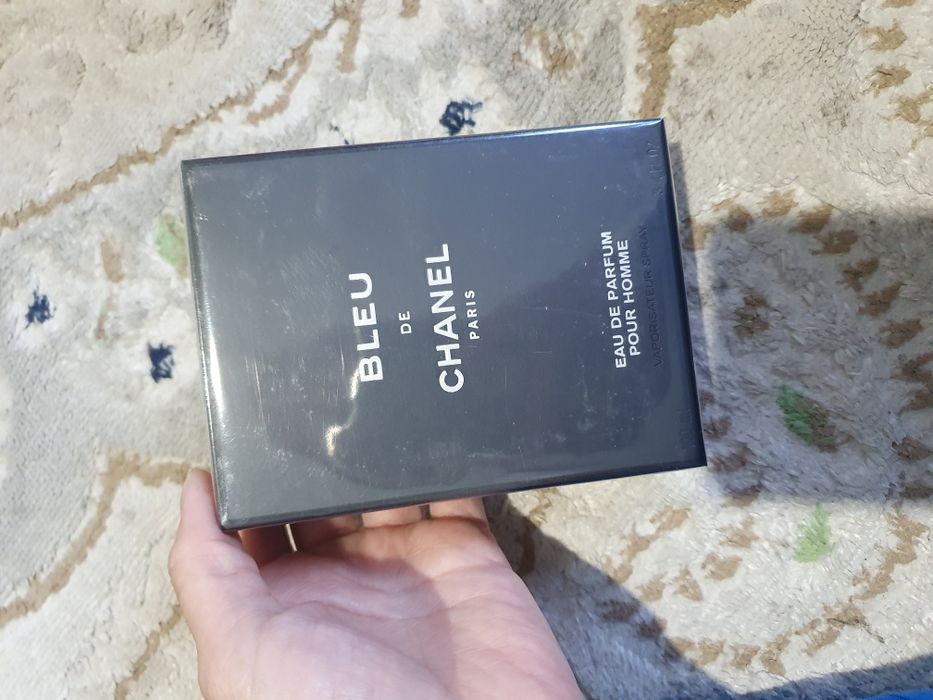 BLEU
DE
CHANEL
PARIS
EAU DE PARFUM
POUR HOMME
VAPORISATEUR SPRAY